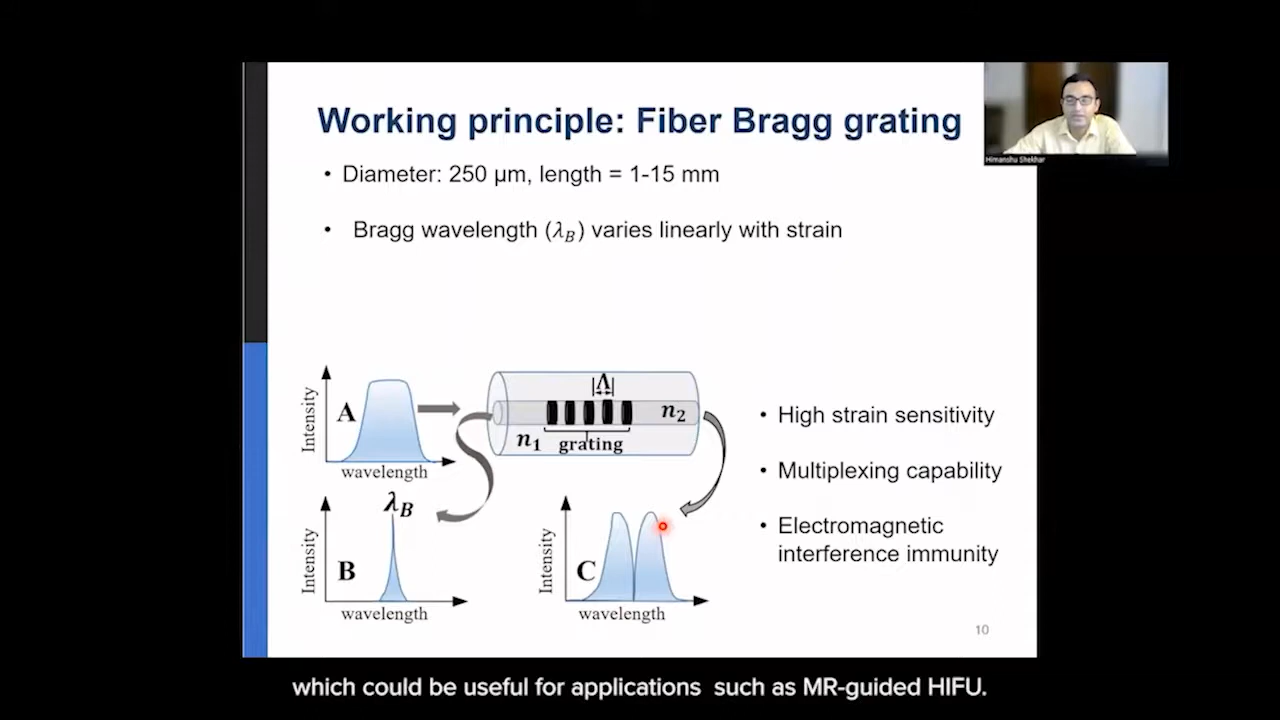 Working principle: Fiber Bragg grating
Himanshu Shekhar
• Diameter: 250 μm, length = 1-15 mm
• Bragg wavelength (λB) varies linearly with strain
Intensity
A
wavelength
|Λ|
n1
grating
n2
• High strain sensitivity
• Multiplexing capability
• Electromagnetic
interference immunity
λB
Intensity
B
wavelength
Intensity
C
wavelength
10
which could be useful for applications such as MR-guided HIFU.